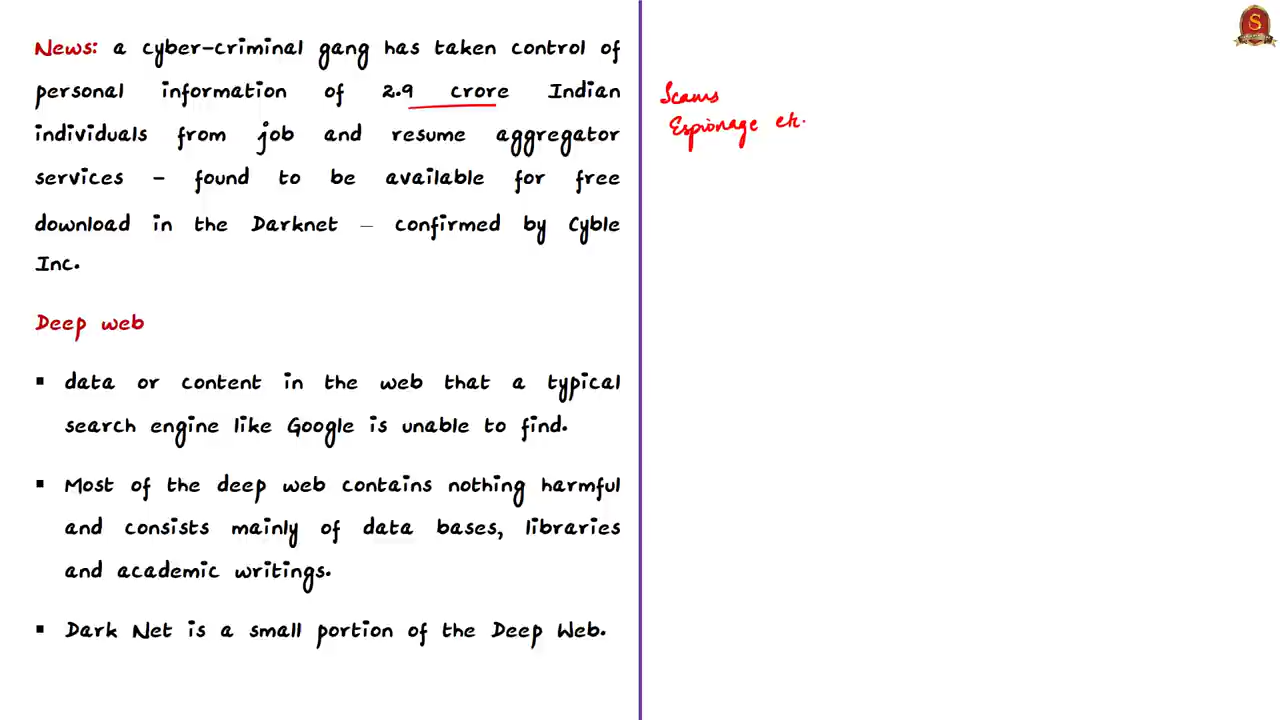 News: a cyber-criminal gang has taken control of
personal information of 2.9 crore Indian
individuals from job and resume aggregator
services – found to be available for free
download in the Darknet – confirmed by Cyble
Inc.
Deep web
▪ data or content in the web that a typical
search engine like Google is unable to find.
▪ Most of the deep web contains nothing harmful
and consists mainly of data bases, libraries
and academic writings.
▪ Dark Net is a small portion of the Deep Web.
Scams
Espionage etc.
S